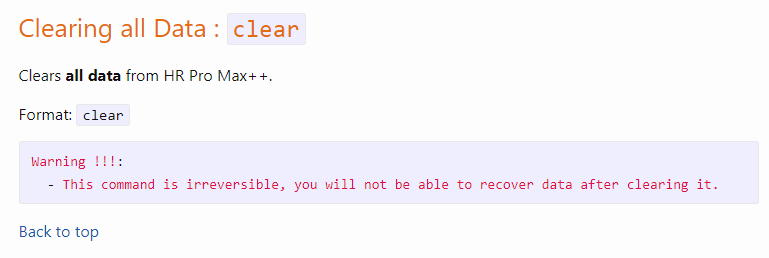 Clearing all Data : clear
Clears all data from HR Pro Max++.
Format: clear
Warning !!!:
- This command is irreversible, you will not be able to recover data after clearing it.
Back to top